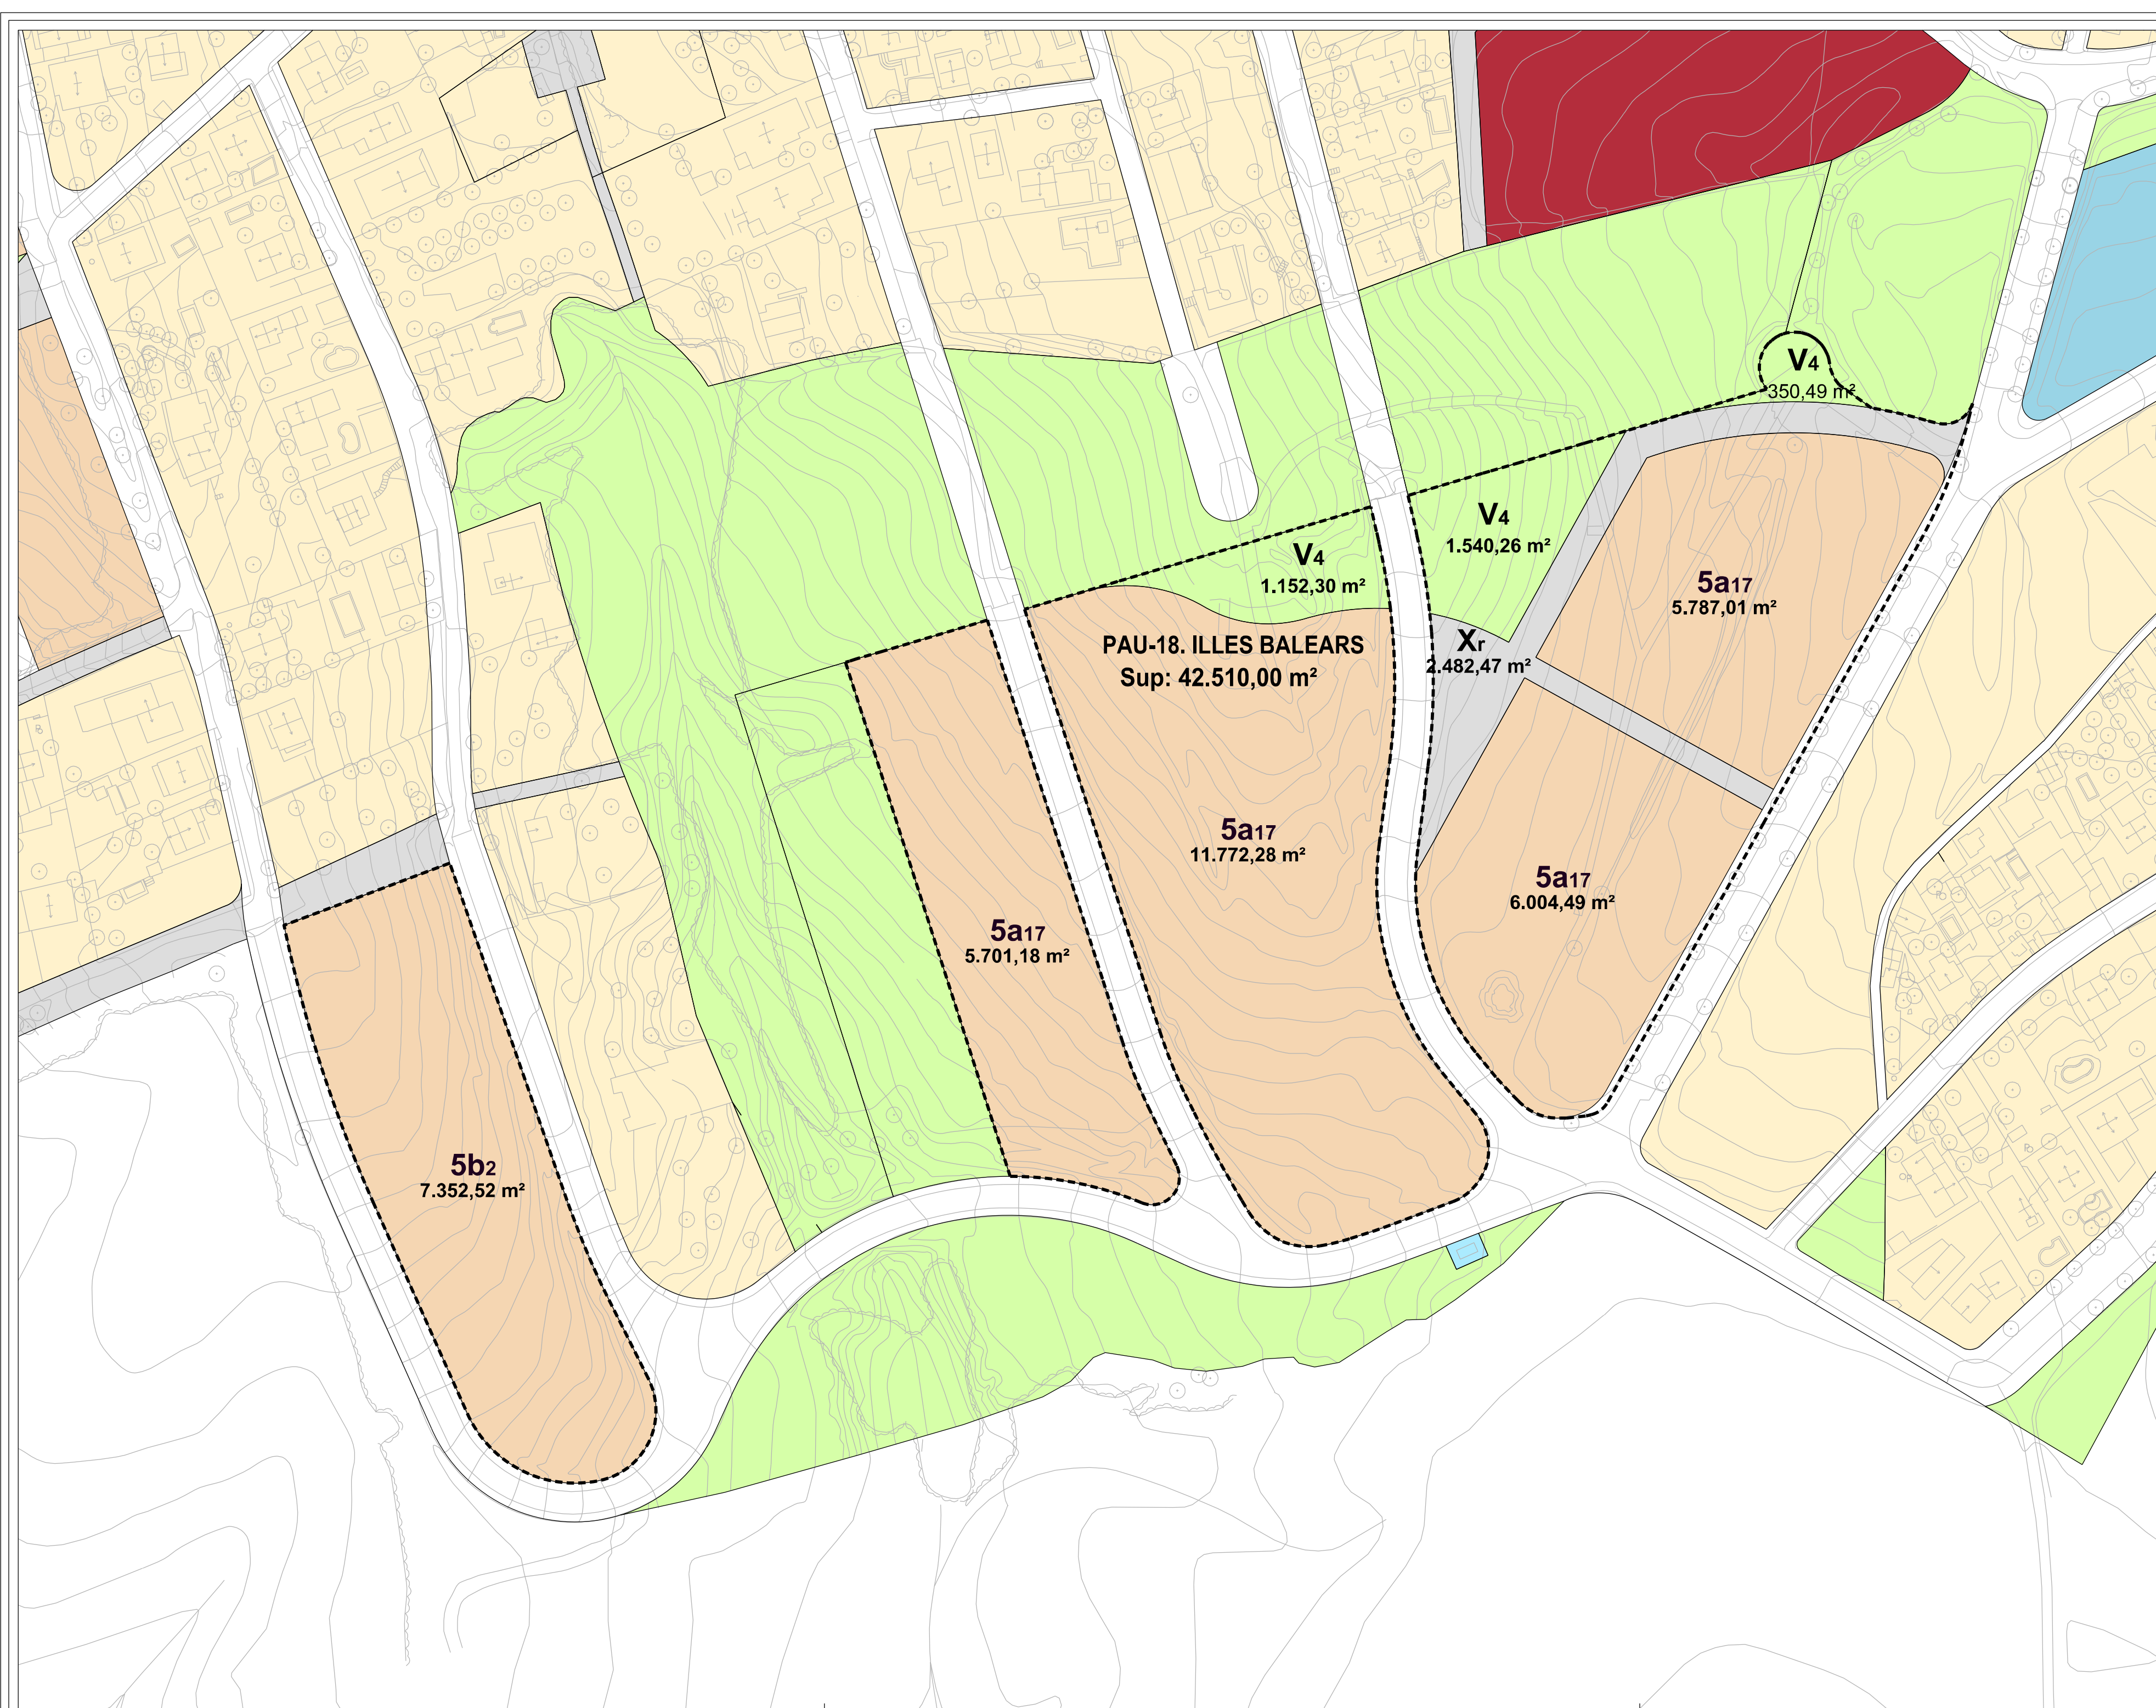 V4
350,49 m²
V4
1.540,26 m²
V4
1.152,30 m²
5a17
5.787,01 m²
PAU-18. ILLES BALEARS
Sup: 42.510,00 m²
Xr
2.482,47 m²
5a17
11.772,28 m²
5a17
6.004,49 m²
5a17
5.701,18 m²
5b2
7.352,52 m²